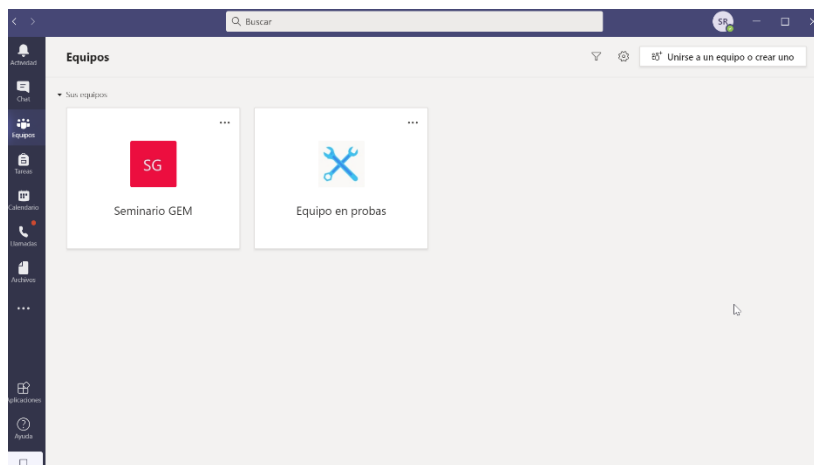 Buscar
SR
Actividad
Chat
Equipos
Tareas
Calendario
Llamadas
Archivos
Aplicaciones
Ayuda
Equipos
Unirse a un equipo o crear uno
Sus equipos
SG
Seminario GEM
Equipo en probas